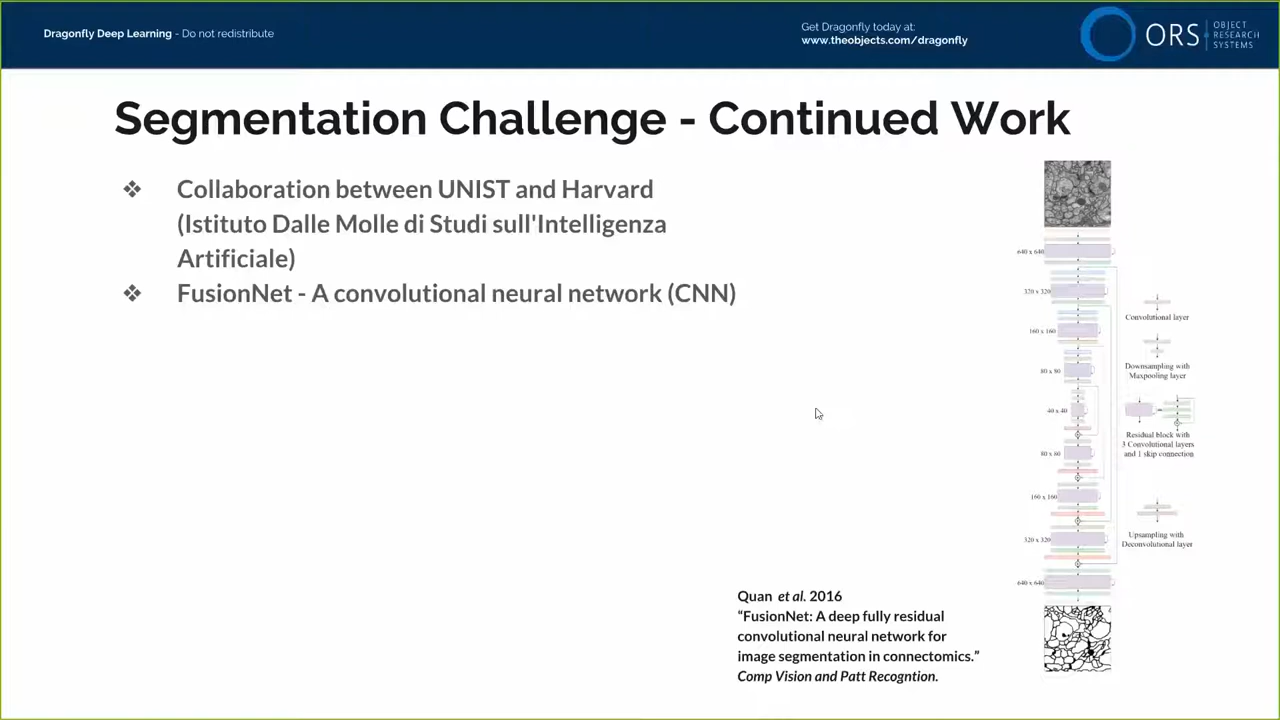 Dragonfly Deep Learning - Do not redistribute
Get Dragonfly today at:
www.theobjects.com/dragonfly
ORS
OBJECT
RESEARCH
SYSTEMS
Segmentation Challenge - Continued Work
❖ Collaboration between UNIST and Harvard
(Istituto Dalle Molle di Studi sull'Intelligenza
Artificiale)
❖ FusionNet - A convolutional neural network (CNN)
640 x 640
320 x 320
160 x 160
80 x 80
40 x 40
80 x 80
160 x 160
320 x 320
640 x 640
Convolutional layer
Downsampling with
Maxpooling layer
Residual block with
3 Convolutional layers
and 1 skip connection
Upsampling with
Deconvolutional layer
Quan et al. 2016
“FusionNet: A deep fully residual
convolutional neural network for
image segmentation in connectomics.”
Comp Vision and Patt Recogntion.